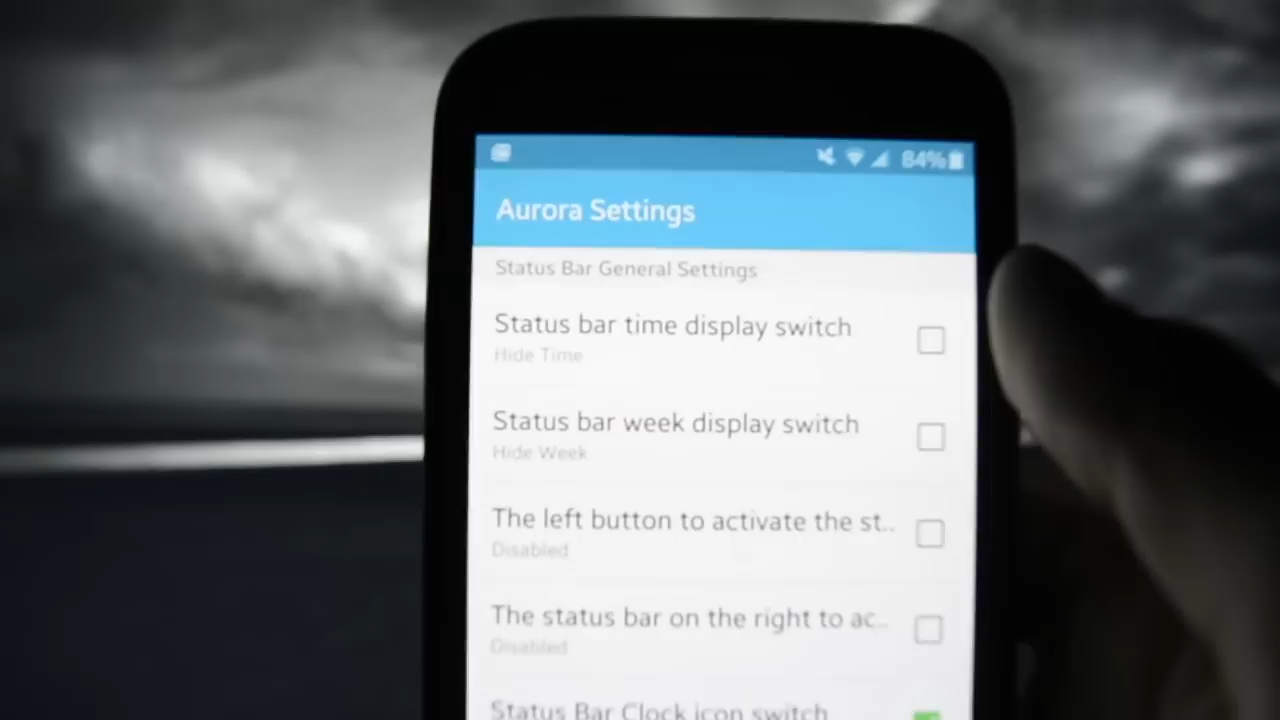 84%
Aurora Settings
Status Bar General Settings
Status bar time display switch
Hide Time
Status bar week display switch
Hide Week
The left button to activate the st..
Disabled
The status bar on the right to ac..
Disabled
Status Bar Clock icon switch